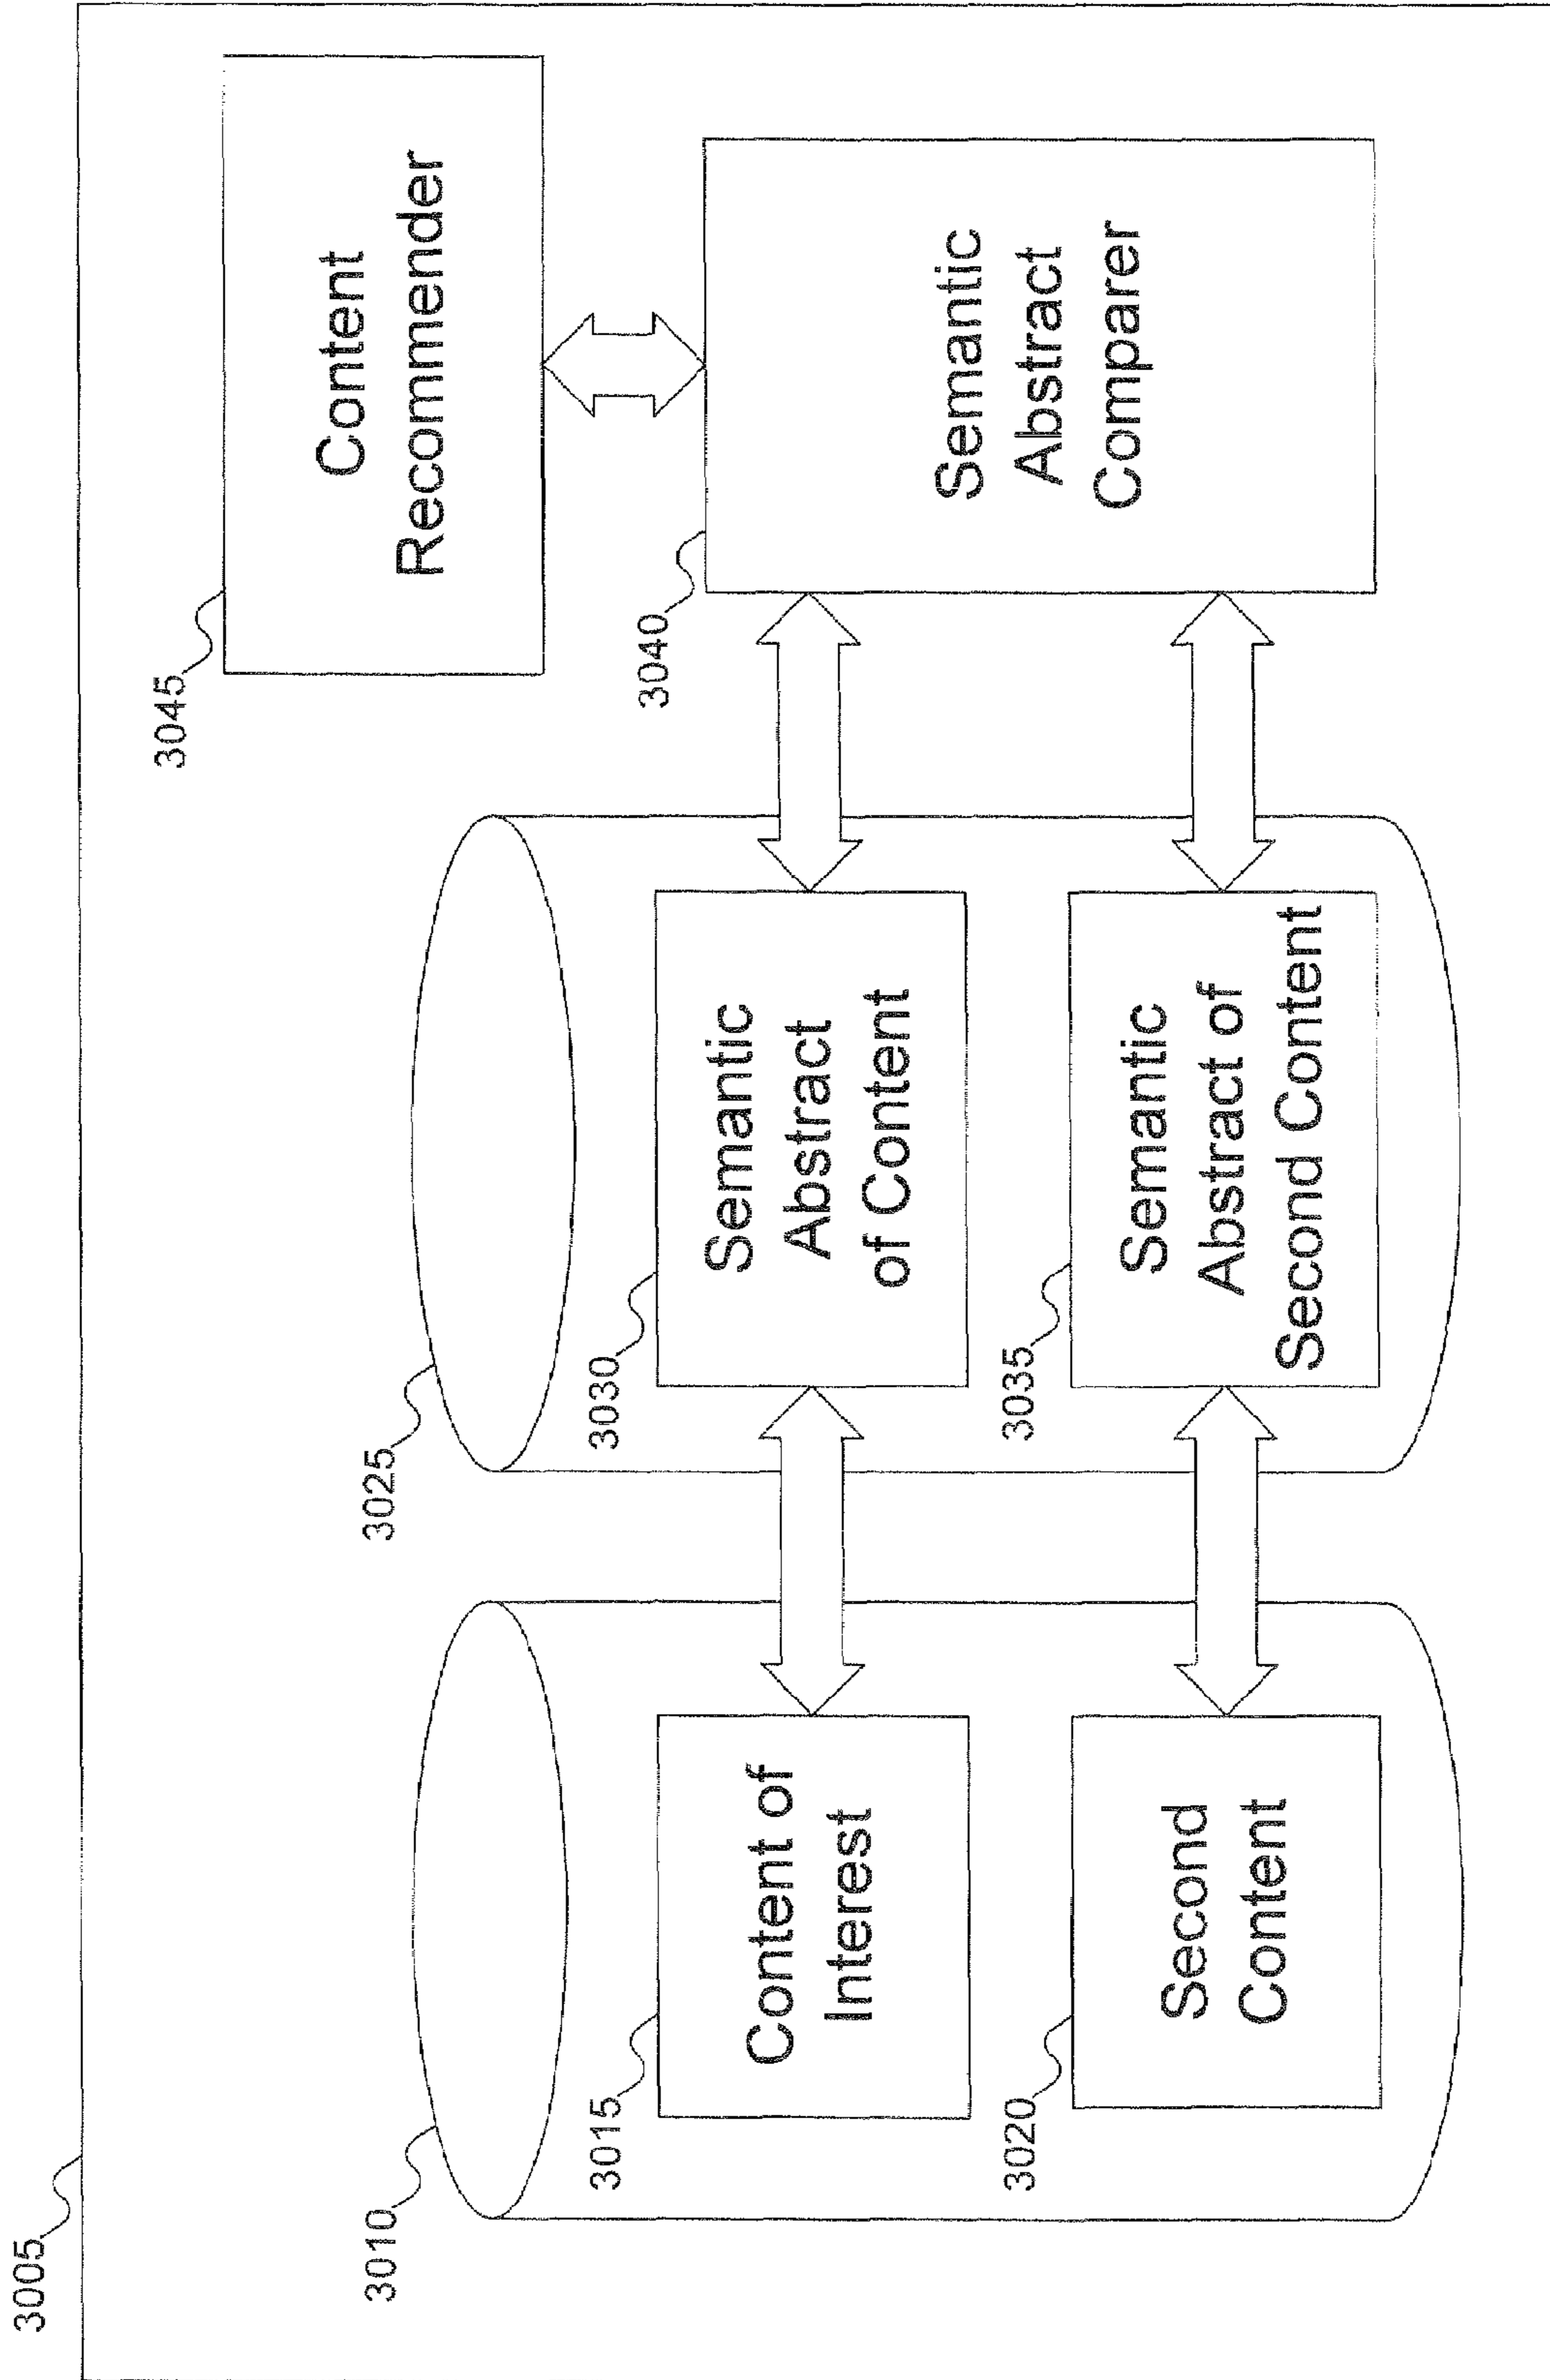 3005
3010
3015
Content of
Interest
3020
Second
Content
3025
3030
Semantic
Abstract
of Content
3035
Semantic
Abstract of
Second Content
3045
Content
Recommender
3040
Semantic
Abstract
Comparer